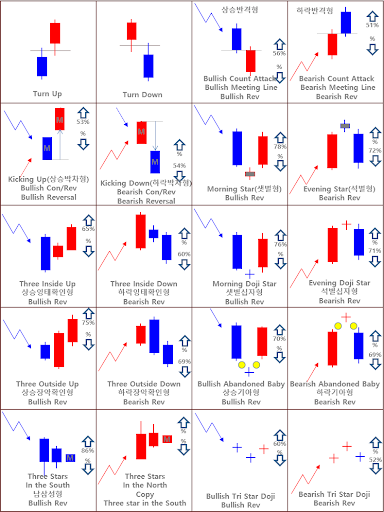 Turn Up
Turn Down
상승반격형
56%
%
Bullish Count Attack
Bullish Meeting Line
Bullish Rev
하락반격형
51%
%
Bearish Count Attack
Bearish Meeting Line
Bearish Rev
M
M
53%
%
Kicking Up(상승박차형)
Bullish Con/Rev
Bullish Reversal
M
M
54%
%
Kicking Down(하락박차형)
Bearish Con/Rev
Bearish Reversal
78%
%
Morning Star(샛별형)
Bullish Rev
72%
%
Evening Star(석별형)
Bearish Rev
65%
%
Three Inside Up
상승잉태확인형
Bullish Rev
%
60%
Three Inside Down
하락잉태확인형
Bearish Rev
76%
%
Morning Doji Star
샛별십자형
Bullish Rev
%
71%
Evening Doji Star
석별십자형
Bearish Rev
75%
%
Three Outside Up
상승장악확인형
Bullish Rev
%
69%
Three Outside Down
하락장악확인형
Bearish Rev
70%
%
Bullish Abandoned Baby
상승기아형
Bullish Rev
%
69%
Bearish Abandoned Baby
하락기아형
Bearish Rev
M
86%
%
Three Stars
In the South
남삼성형
Bullish Rev
M
Three Stars
In the North
Copy
Three star in the South
60%
%
Bullish Tri Star Doji
Bullish Rev
%
52%
Bearish Tri Star Doji
Bearish Rev